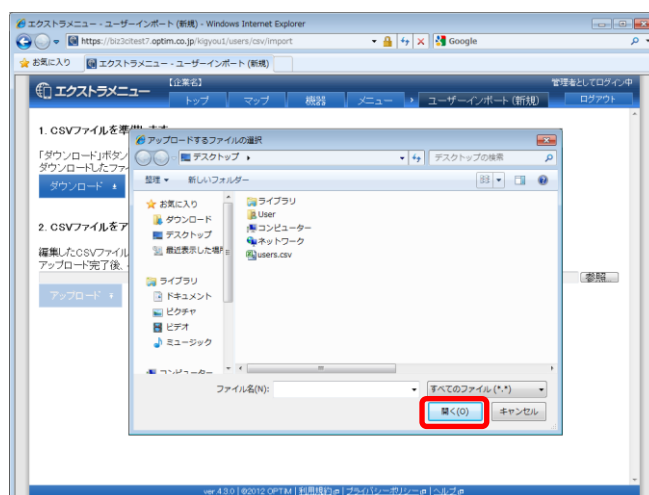 エクストラメニュー - ユーザーインポート (新規) - Windows Internet Explorer
https://biz3citest7.optim.co.jp/kigyou1/users/csv/import
Google
お気に入り
エクストラメニュー - ユーザーインポート (新規)
エクストラメニュー
【企業名】
管理者としてログイン中
トップ
マップ
機器
メニュー
ユーザーインポート (新規)
ログアウト
1. CSVファイルを準備します
「ダウンロード」ボタン
ダウンロードしたファイ
ダウンロード
2. CSVファイルをア
編集したCSVファイル
アップロード完了後、
参照...
アップロード
アップロードするファイルの選択
デスクトップ
デスクトップの検索
整理
新しいフォルダー
お気に入り
ダウンロード
デスクトップ
最近表示した場所
ライブラリ
ドキュメント
ピクチャ
ビデオ
ミュージック
コンピューター
ライブラリ
User
コンピューター
ネットワーク
users.csv
ファイル名(N):
すべてのファイル (*.*)
開く(O)
キャンセル
ver 4.3.0 | ©2012 OPTiM | 利用規約 | プライバシーポリシー | ヘルプ